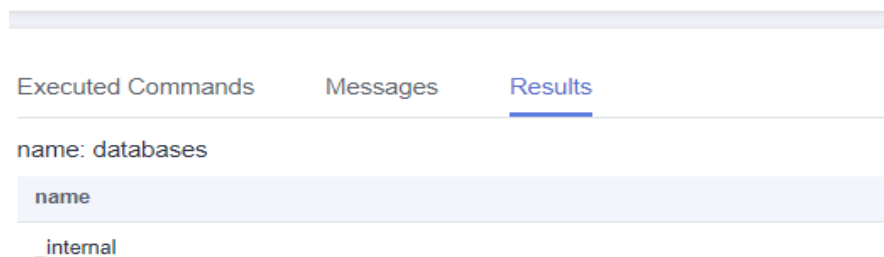 Executed Commands Messages Results
name: databases
name
_internal